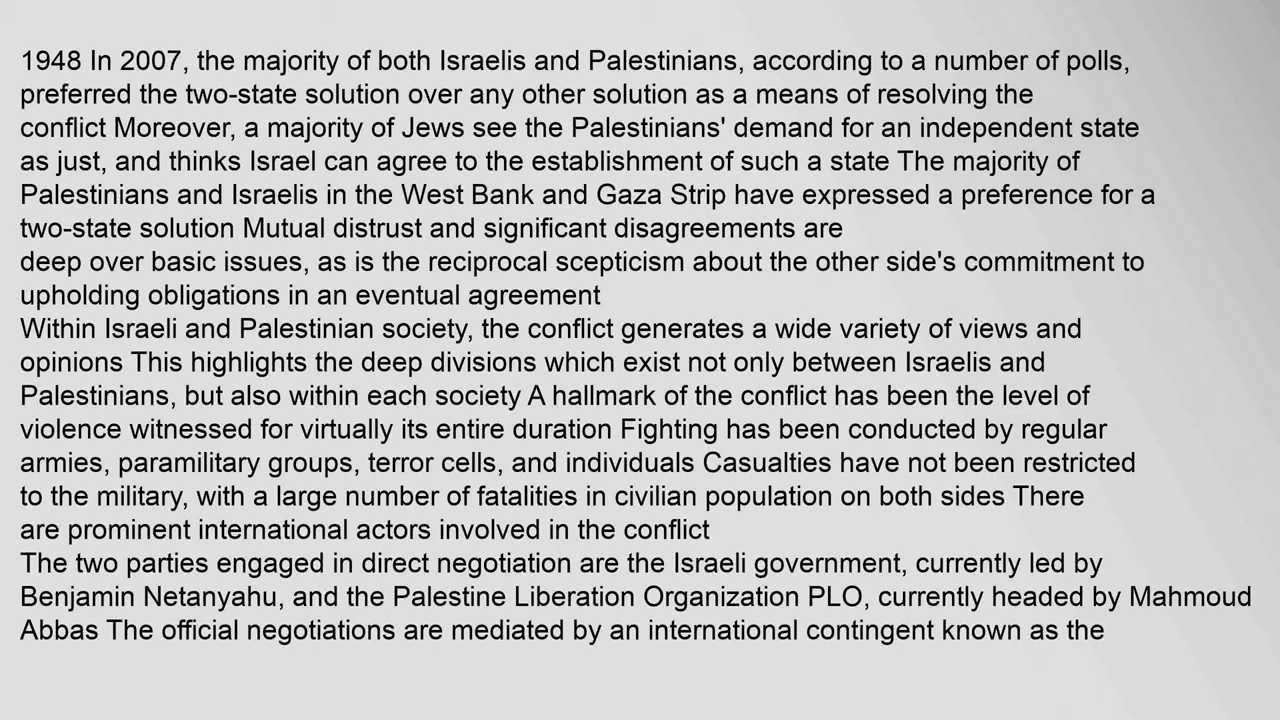 1948 In 2007, the majority of both Israelis and Palestinians, according to a number of polls,
preferred the two-state solution over any other solution as a means of resolving the
conflict Moreover, a majority of Jews see the Palestinians' demand for an independent state
as just, and thinks Israel can agree to the establishment of such a state The majority of
Palestinians and Israelis in the West Bank and Gaza Strip have expressed a preference for a
two-state solution Mutual distrust and significant disagreements are
deep over basic issues, as is the reciprocal scepticism about the other side's commitment to
upholding obligations in an eventual agreement
Within Israeli and Palestinian society, the conflict generates a wide variety of views and
opinions This highlights the deep divisions which exist not only between Israelis and
Palestinians, but also within each society A hallmark of the conflict has been the level of
violence witnessed for virtually its entire duration Fighting has been conducted by regular
armies, paramilitary groups, terror cells, and individuals Casualties have not been restricted
to the military, with a large number of fatalities in civilian population on both sides There
are prominent international actors involved in the conflict
The two parties engaged in direct negotiation are the Israeli government, currently led by
Benjamin Netanyahu, and the Palestine Liberation Organization PLO, currently headed by Mahmoud
Abbas The official negotiations are mediated by an international contingent known as the